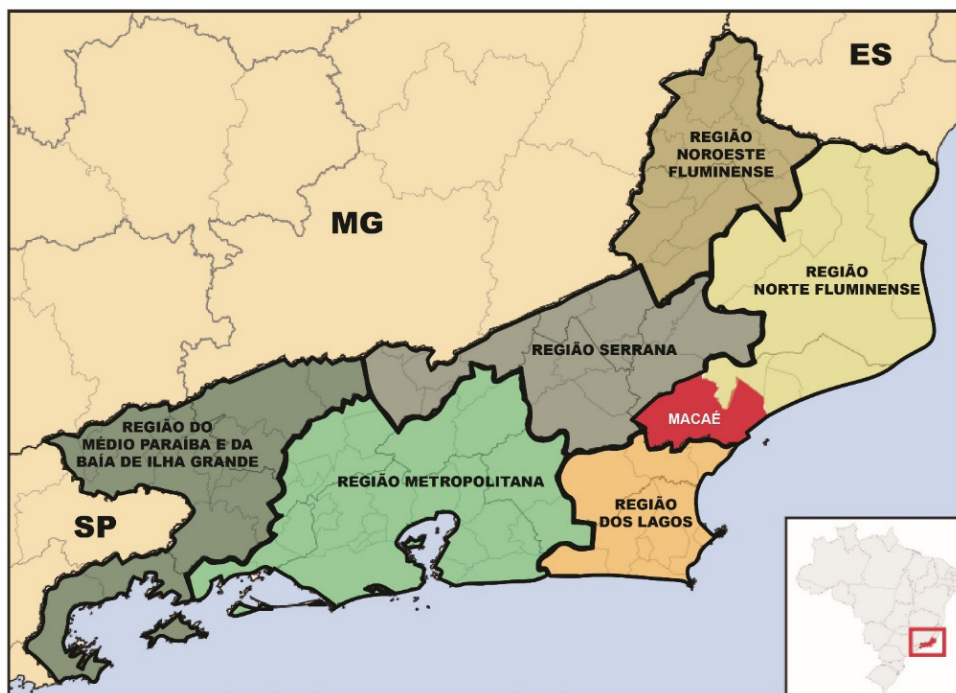 ES
REGIÃO
NOROESTE
FLUMINENSE
MG
REGIÃO
NORTE FLUMINENSE
REGIÃO SERRANA
MACAÉ
REGIÃO DO
MÉDIO PARAÍBA E DA
BAÍA DE ILHA GRANDE
REGIÃO METROPOLITANA
REGIÃO
DOS LAGOS
SP